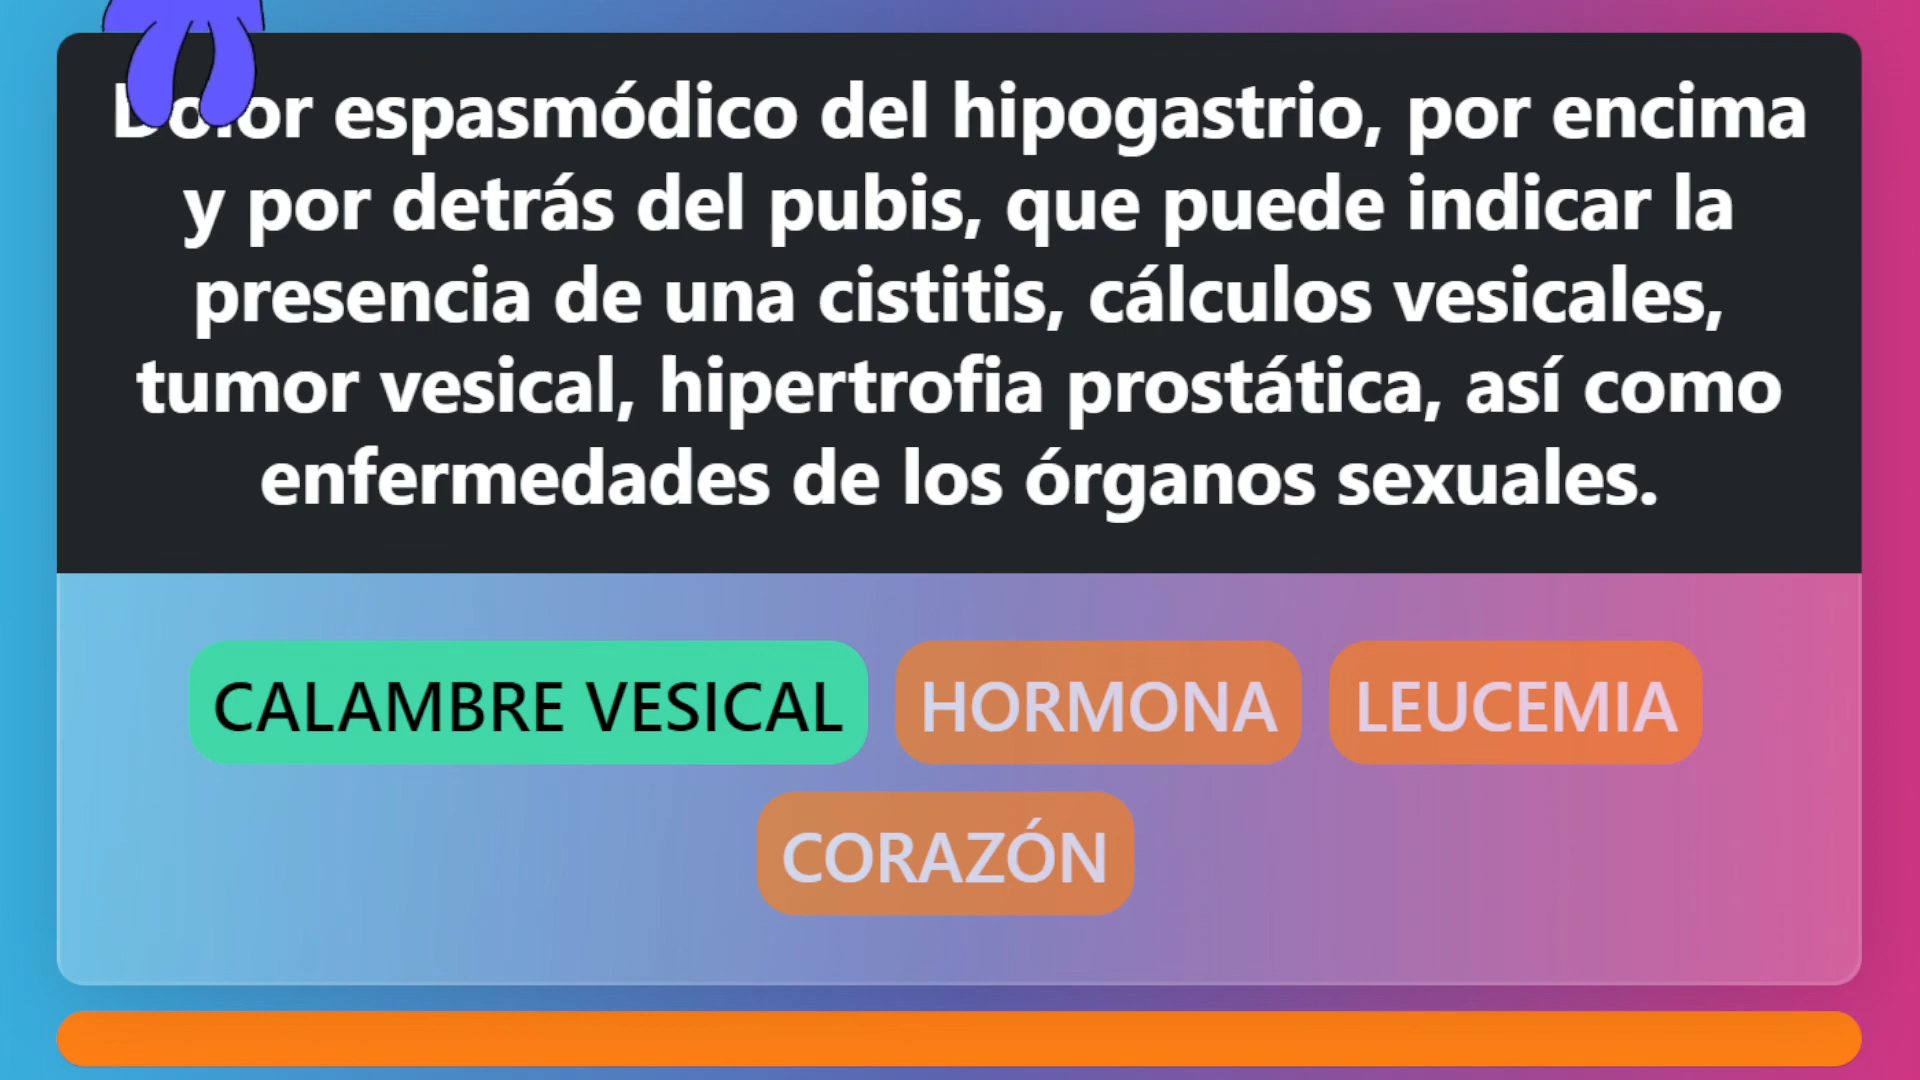 Dolor espasmódico del hipogastrio, por encima
y por detrás del pubis, que puede indicar la
presencia de una cistitis, cálculos vesicales,
tumor vesical, hipertrofia prostática, así como
enfermedades de los órganos sexuales.
CALAMBRE VESICAL
HORMONA
LEUCEMIA
CORAZÓN